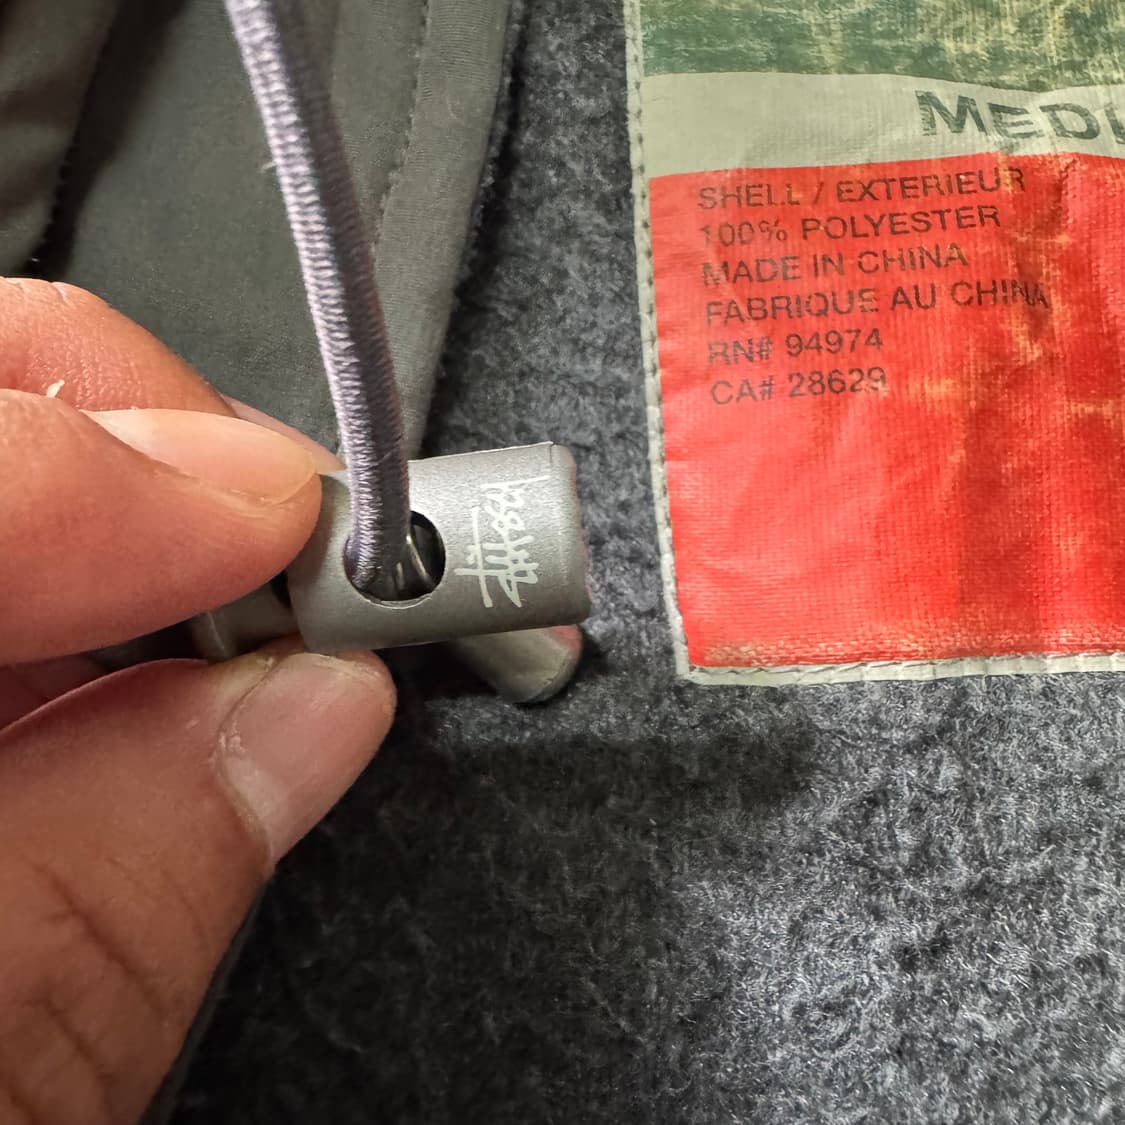 MEDI
SHELL / EXTERIEUR
100% POLYESTER
MADE IN CHINA
FABRIQUE AU CHINA
RN# 94974
CA# 28629
stüssy